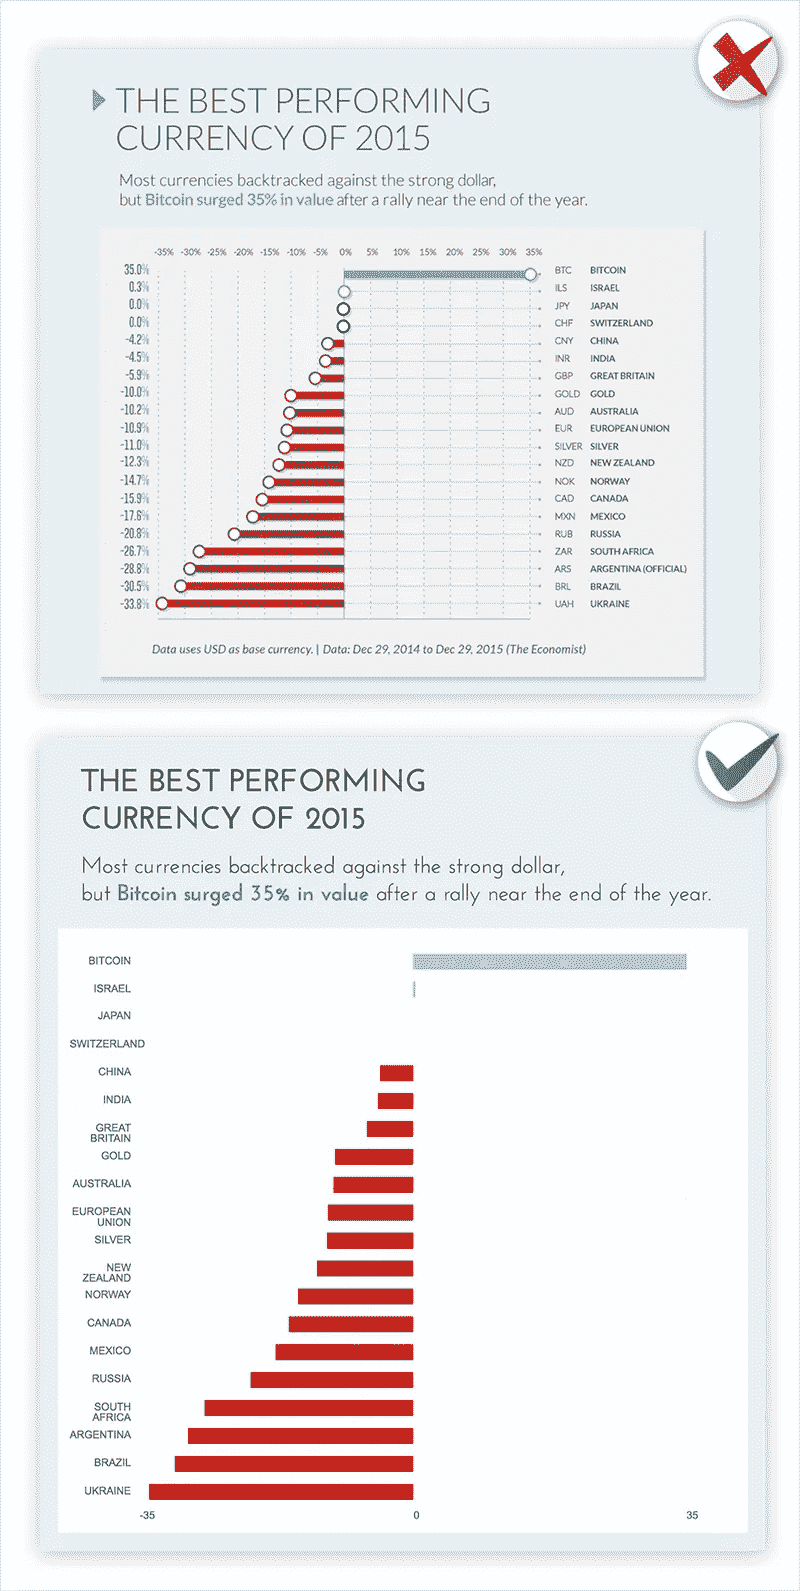 THE BEST PERFORMING
CURRENCY OF 2015
Most currencies backtracked against the strong dollar,
but Bitcoin surged 35% in value after a rally near the end of the year.
-35% -30% -25% -20% -15% -10% -5% 0% 5% 10% 15% 20% 25% 30% 35%
35.0% BTC BITCOIN
0.3% ILS ISRAEL
0.0% JPY JAPAN
0.0% CHF SWITZERLAND
-4.2% CNY CHINA
-4.5% INR INDIA
-5.9% GBP GREAT BRITAIN
-10.0% GOLD GOLD
-10.2% AUD AUSTRALIA
-10.9% EUR EUROPEAN UNION
-11.0% SILVER SILVER
-12.3% NZD NEW ZEALAND
-14.7% NOK NORWAY
-15.9% CAD CANADA
-17.6% MXN MEXICO
-20.8% RUB RUSSIA
-26.7% ZAR SOUTH AFRICA
-28.8% ARS ARGENTINA (OFFICIAL)
-30.5% BRL BRAZIL
-33.8% UAH UKRAINE
Data uses USD as base currency. | Data: Dec 29, 2014 to Dec 29, 2015 (The Economist)
THE BEST PERFORMING
CURRENCY OF 2015
Most currencies backtracked against the strong dollar,
but Bitcoin surged 35% in value after a rally near the end of the year.
BITCOIN
ISRAEL
JAPAN
SWITZERLAND
CHINA
INDIA
GREAT
BRITAIN
GOLD
AUSTRALIA
EUROPEAN
UNION
SILVER
NEW
ZEALAND
NORWAY
CANADA
MEXICO
RUSSIA
SOUTH
AFRICA
ARGENTINA
BRAZIL
UKRAINE
-35 0 35